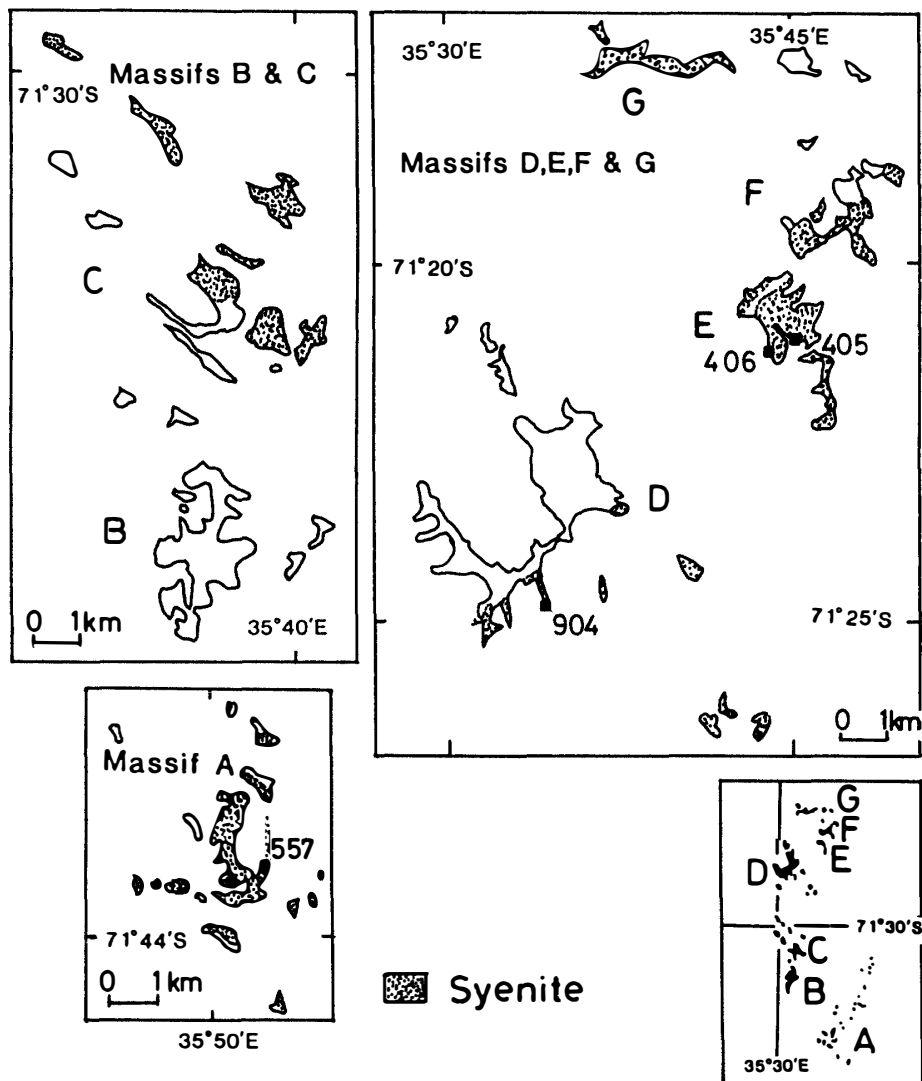 Massifs B & C
71°30'S
C
B
0 1km
35°40'E
35°30'E
35°45'E
G
Massifs D,E,F & G
F
71°20'S
E
405
406
D
904
71°25'S
0 1km
Massif A
557
71°44'S
0 1km
35°50'E
Syenite
G
F
E
D
71°30'S
C
B
A
35°30'E